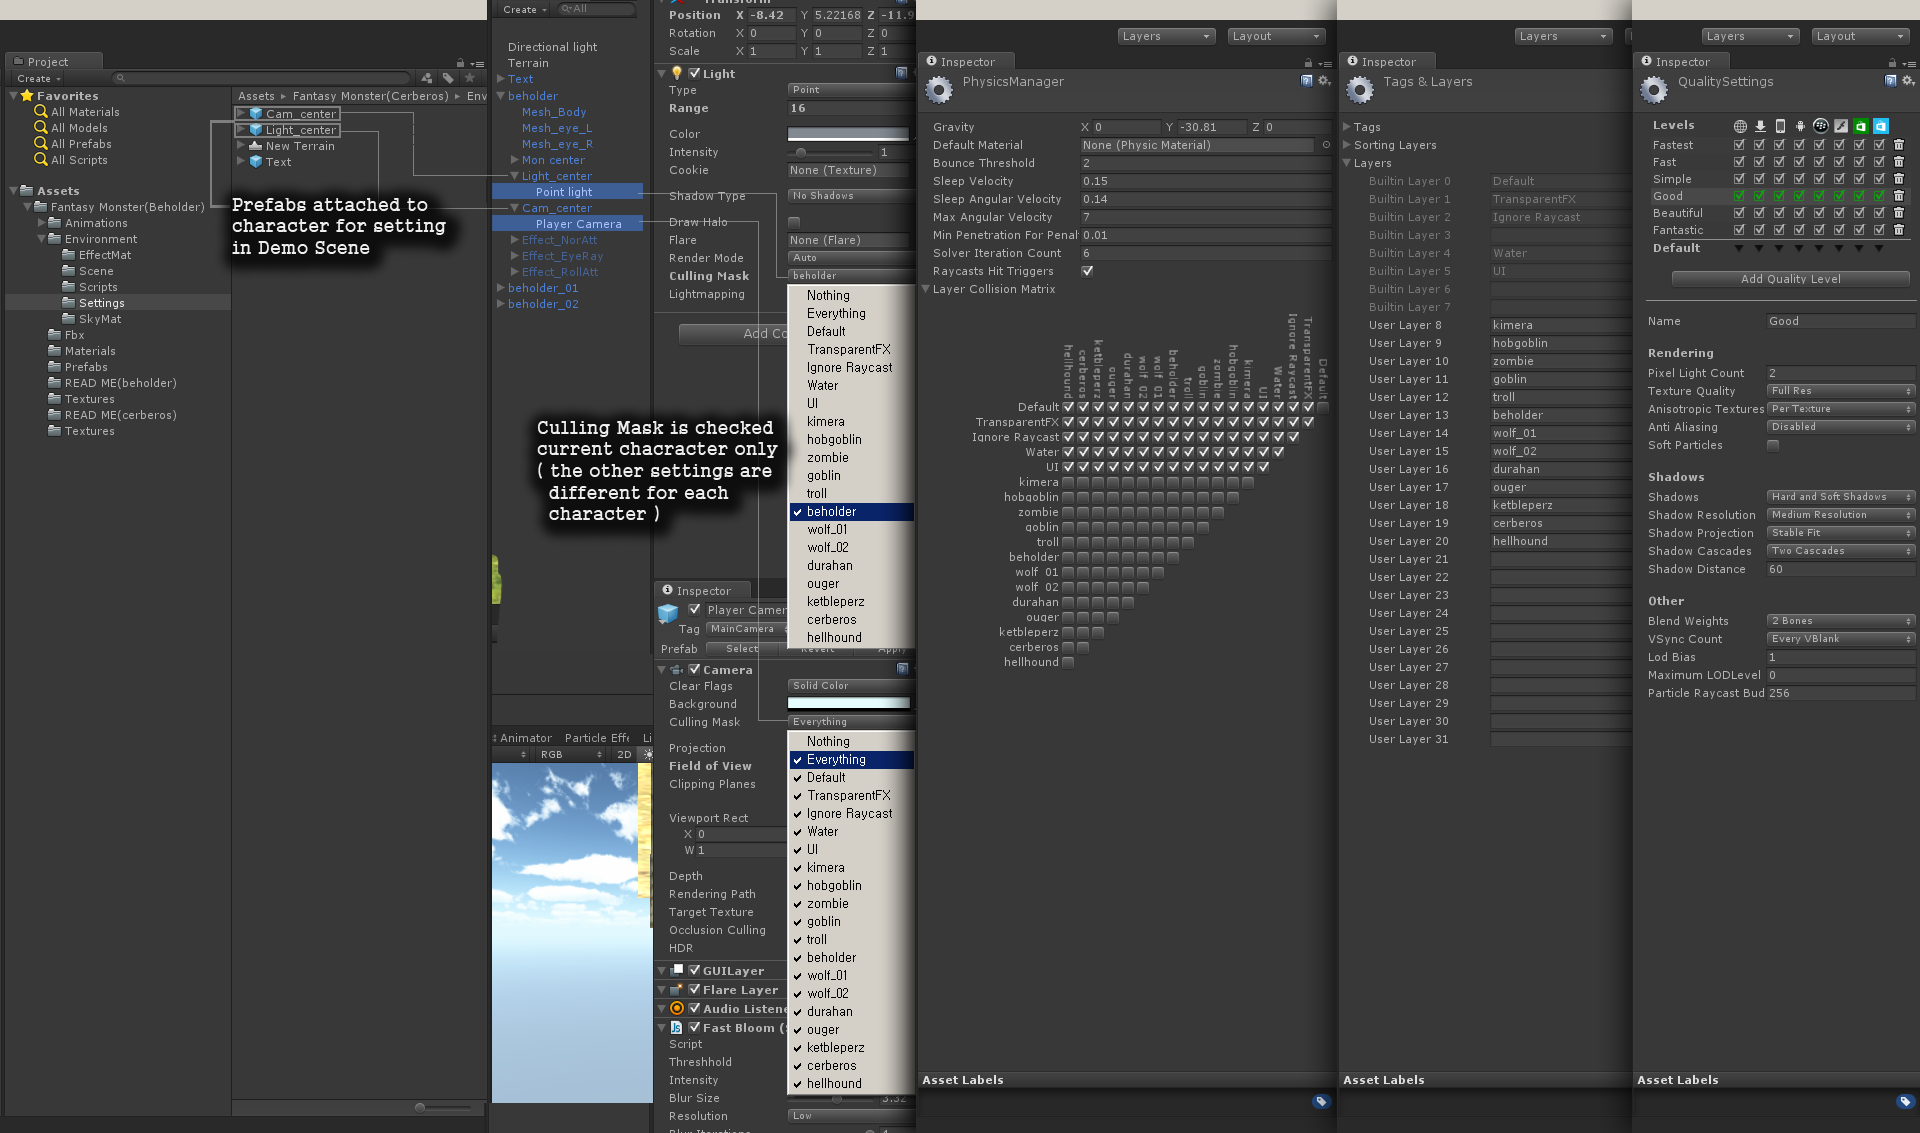 Project
Create
Favorites
All Materials
All Models
All Prefabs
All Scripts
Assets
Fantasy Monster(Beholder)
Animations
Environment
EffectMat
Scene
Scripts
Settings
SkyMat
Fbx
Materials
Prefabs
READ ME(beholder)
Textures
READ ME(cerberos)
Textures
Assets ▸ Fantasy Monster(Cerberos) ▸ Env
Cam_center
Light_center
New Terrain
Text
Prefabs attached to
character for setting
in Demo Scene
Create
All
Directional light
Terrain
Text
beholder
Mesh_Body
Mesh_eye_L
Mesh_eye_R
Mon center
Light_center
Point light
Cam_center
Player Camera
Effect_NorAtt
Effect_EyeRay
Effect_RollAtt
beholder_01
beholder_02
Culling Mask is checked
current chacracter only
( the other settings are
different for each
character )
Animator Particle Effe Li
RGB 2D
Transform
Position X -8.42 Y 5.22168 Z -11.9
Rotation X 0 Y 0 Z 0
Scale X 1 Y 1 Z 1
Light
Type Point
Range 16
Color
Intensity 1
Cookie None (Texture)
Shadow Type No Shadows
Draw Halo
Flare None (Flare)
Render Mode Auto
Culling Mask beholder
Lightmapping
Add Co
Nothing
Everything
Default
TransparentFX
Ignore Raycast
Water
UI
kimera
hobgoblin
zombie
goblin
troll
beholder
wolf_01
wolf_02
durahan
ouger
ketbleperz
cerberos
hellhound
Inspector
Player Camer
Tag MainCamera
Prefab Select Revert Apply
Camera
Clear Flags Solid Color
Background
Culling Mask Everything
Projection
Field of View
Clipping Planes
Viewport Rect
X 0
W 1
Depth
Rendering Path
Target Texture
Occlusion Culling
HDR
GUILayer
Flare Layer
Audio Listene
Fast Bloom (
Script
Threshhold
Intensity
Blur Size 3.32
Resolution Low
Blur Iterations
Nothing
Everything
Default
TransparentFX
Ignore Raycast
Water
UI
kimera
hobgoblin
zombie
goblin
troll
beholder
wolf_01
wolf_02
durahan
ouger
ketbleperz
cerberos
hellhound
Layers Layout
Inspector
PhysicsManager
Gravity X 0 Y -30.81 Z 0
Default Material None (Physic Material)
Bounce Threshold 2
Sleep Velocity 0.15
Sleep Angular Velocity 0.14
Max Angular Velocity 7
Min Penetration For Penal 0.01
Solver Iteration Count 6
Raycasts Hit Triggers
Layer Collision Matrix
hellhound
cerberos
ketbleperz
ouger
durahan
wolf 02
wolf 01
beholder
troll
goblin
zombie
hobgoblin
kimera
UI
Water
Ignore Raycast
TransparentFX
Default
Default
TransparentFX
Ignore Raycast
Water
UI
kimera
hobgoblin
zombie
goblin
troll
beholder
wolf 01
wolf 02
durahan
ouger
ketbleperz
cerberos
hellhound
Asset Labels
Layers
Inspector
Tags & Layers
Tags
Sorting Layers
Layers
Builtin Layer 0 Default
Builtin Layer 1 TransparentFX
Builtin Layer 2 Ignore Raycast
Builtin Layer 3
Builtin Layer 4 Water
Builtin Layer 5 UI
Builtin Layer 6
Builtin Layer 7
User Layer 8 kimera
User Layer 9 hobgoblin
User Layer 10 zombie
User Layer 11 goblin
User Layer 12 troll
User Layer 13 beholder
User Layer 14 wolf_01
User Layer 15 wolf_02
User Layer 16 durahan
User Layer 17 ouger
User Layer 18 ketbleperz
User Layer 19 cerberos
User Layer 20 hellhound
User Layer 21
User Layer 22
User Layer 23
User Layer 24
User Layer 25
User Layer 26
User Layer 27
User Layer 28
User Layer 29
User Layer 30
User Layer 31
Asset Labels
Layers Layout
Inspector
QualitySettings
Levels
Fastest
Fast
Simple
Good
Beautiful
Fantastic
Default
Add Quality Level
Name Good
Rendering
Pixel Light Count 2
Texture Quality Full Res
Anisotropic Textures Per Texture
Anti Aliasing Disabled
Soft Particles
Shadows
Shadows Hard and Soft Shadows
Shadow Resolution Medium Resolution
Shadow Projection Stable Fit
Shadow Cascades Two Cascades
Shadow Distance 60
Other
Blend Weights 2 Bones
VSync Count Every VBlank
Lod Bias 1
Maximum LODLevel 0
Particle Raycast Bud 256
Asset Labels